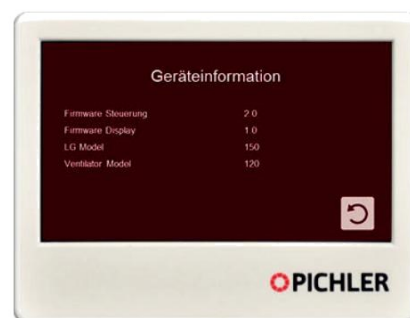 Geräteinformation
Firmware Steuerung 2.0
Firmware Display 1.0
LG Model 150
Ventilator Model 120
PICHLER